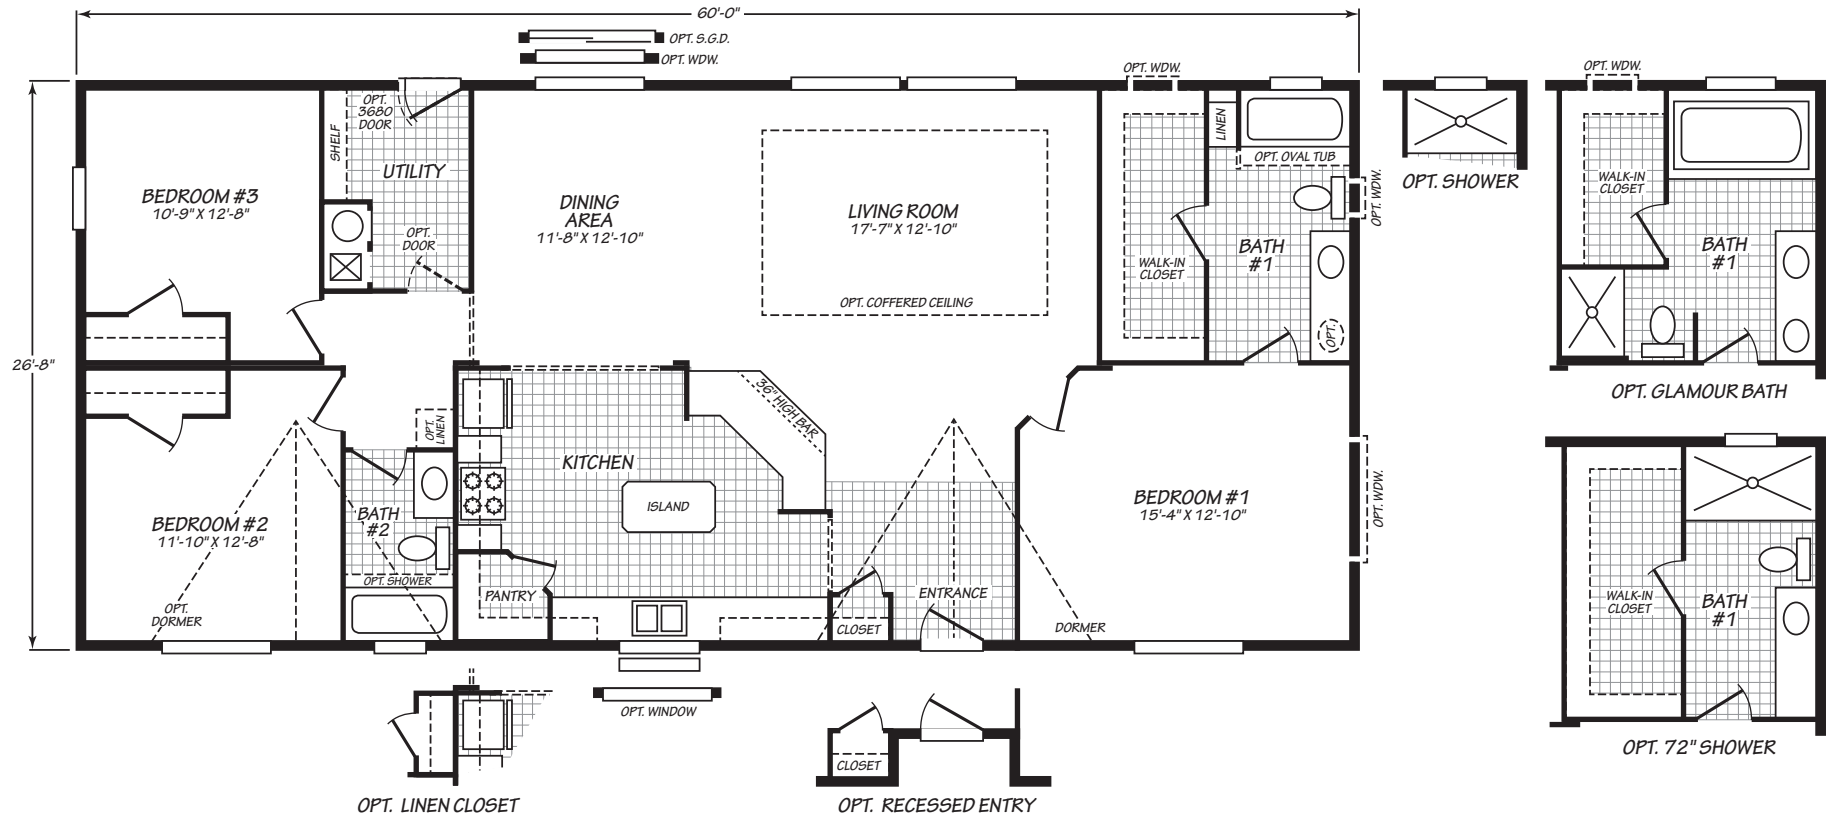 60'-0"
OPT. S.G.D.
OPT. WDW.
OPT. WDW.
OPT. WDW.
26'-8"
BEDROOM #3
10'-9" X 12'-8"
SHELF
OPT.
3680
DOOR
UTILITY
OPT.
DOOR
DINING
AREA
11'-8" X 12'-10"
LIVING ROOM
17'-7" X 12'-10"
OPT. COFFERED CEILING
WALK-IN
CLOSET
LINEN
OPT. OVAL TUB
BATH
#1
OPT.
OPT. WDW.
OPT. SHOWER
WALK-IN
CLOSET
BATH
#1
OPT. GLAMOUR BATH
BEDROOM #2
11'-10" X 12'-8"
OPT.
DORMER
OPT.
LINEN
BATH
#2
OPT. SHOWER
KITCHEN
ISLAND
36" HIGH BAR
PANTRY
CLOSET
ENTRANCE
BEDROOM #1
15'-4" X 12'-10"
DORMER
OPT. WDW.
WALK-IN
CLOSET
BATH
#1
OPT. 72" SHOWER
OPT. LINEN CLOSET
OPT. WINDOW
CLOSET
OPT. RECESSED ENTRY